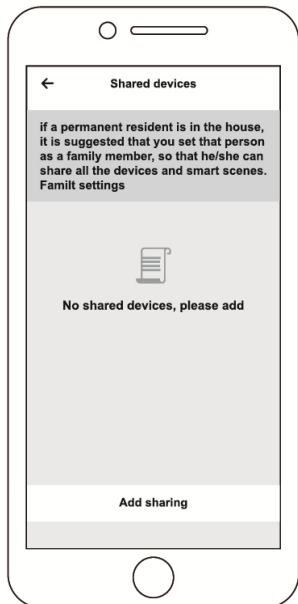 Shared devices
if a permanent resident is in the house,
it is suggested that you set that person
as a family member, so that he/she can
share all the devices and smart scenes.
Familt settings
No shared devices, please add
Add sharing